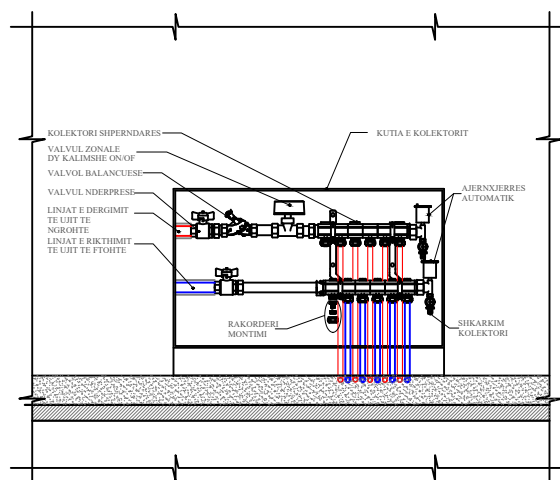 KOLEKTORI SHPERNDARES
VALVUL ZONALE
DY KALIMSHE ON/OF
VALVOL BALANCUESE
VALVUL NDERPRESE
LINJAT E DERGIMIT
TE UJIT TE
NGROHTE
LINJAT E RIKTHIMIT
TE UJIT TE FTOHTE
KUTIA E KOLEKTORIT
AJERNXJERRES
AUTOMATIK
RAKORDERI
MONTIMI
SHKARKIM
KOLEKTORI